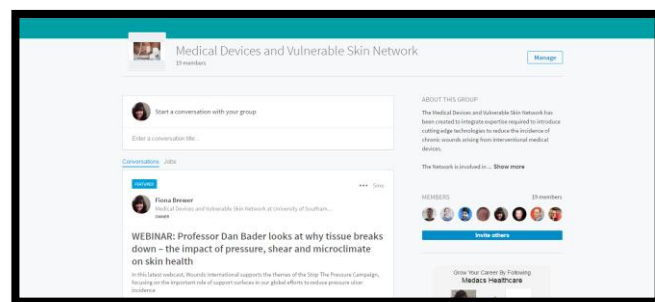 Medical Devices and Vulnerable Skin Network
19 members
Manage
Start a conversation with your group
Enter a conversation title...
Conversations Jobs
FEATURED
5mo
Fiona Brewer
Medical Devices and Vulnerable Skin Network at University of Southam...
OWNER
WEBINAR: Professor Dan Bader looks at why tissue breaks
down – the impact of pressure, shear and microclimate
on skin health
In this latest webcast, Wounds International supports the themes of the Stop The Pressure Campaign,
focusing on the important role of support surfaces in our global efforts to reduce pressure ulcer
incidence
ABOUT THIS GROUP
The Medical Devices and Vulnerable Skin Network has
been created to integrate expertise required to introduce
cutting edge technologies to reduce the incidence of
chronic wounds arising from interventional medical
devices.
The Network is involved in ... Show more
MEMBERS 19 members
Invite others
Grow Your Career By Following
Medacs Healthcare